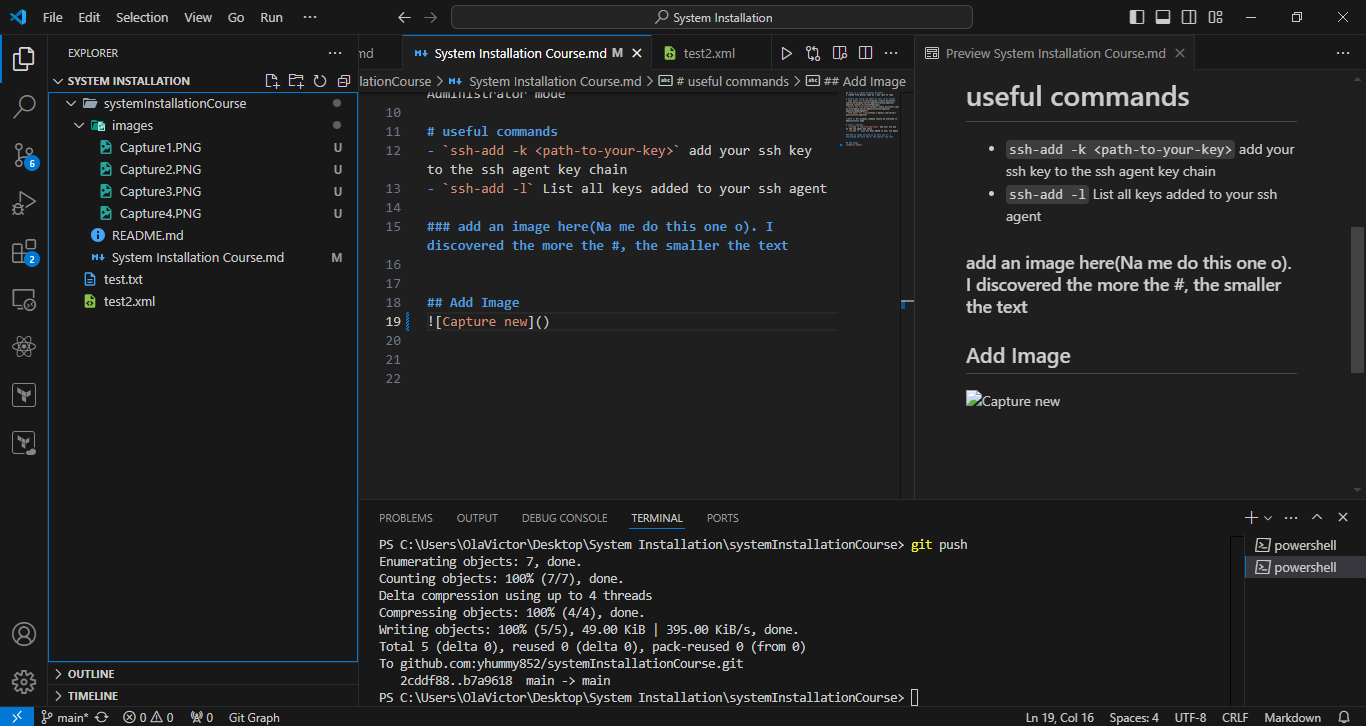 File Edit Selection View Go Run ··· System Installation
EXPLORER ···
SYSTEM INSTALLATION
systemInstallationCourse
images
Capture1.PNG U
Capture2.PNG U
Capture3.PNG U
Capture4.PNG U
README.md
System Installation Course.md M
test.txt
test2.xml
OUTLINE
TIMELINE
6
2
md System Installation Course.md M test2.xml
lationCourse > System Installation Course.md > # useful commands > ## Add Image
Administrator mode
10
11 # useful commands
12 - `ssh-add -k <path-to-your-key>` add your ssh key
to the ssh agent key chain
13 - `ssh-add -l` List all keys added to your ssh agent
14
15 ### add an image here(Na me do this one o). I
discovered the more the #, the smaller the text
16
17
18 ## Add Image
19 ![Capture new]()
20
21
22
Preview System Installation Course.md
useful commands
• ssh-add -k <path-to-your-key> add your
ssh key to the ssh agent key chain
• ssh-add -l List all keys added to your ssh
agent
add an image here(Na me do this one o).
I discovered the more the #, the smaller
the text
Add Image
Capture new
PROBLEMS OUTPUT DEBUG CONSOLE TERMINAL PORTS
PS C:\Users\OlaVictor\Desktop\System Installation\systemInstallationCourse> git push
Enumerating objects: 7, done.
Counting objects: 100% (7/7), done.
Delta compression using up to 4 threads
Compressing objects: 100% (4/4), done.
Writing objects: 100% (5/5), 49.00 KiB | 395.00 KiB/s, done.
Total 5 (delta 0), reused 0 (delta 0), pack-reused 0 (from 0)
To github.com:yhummy852/systemInstallationCourse.git
2cddf88..b7a9618 main -> main
PS C:\Users\OlaVictor\Desktop\System Installation\systemInstallationCourse>
powershell
powershell
main* 0 0 0 Git Graph Ln 19, Col 16 Spaces: 4 UTF-8 CRLF Markdown